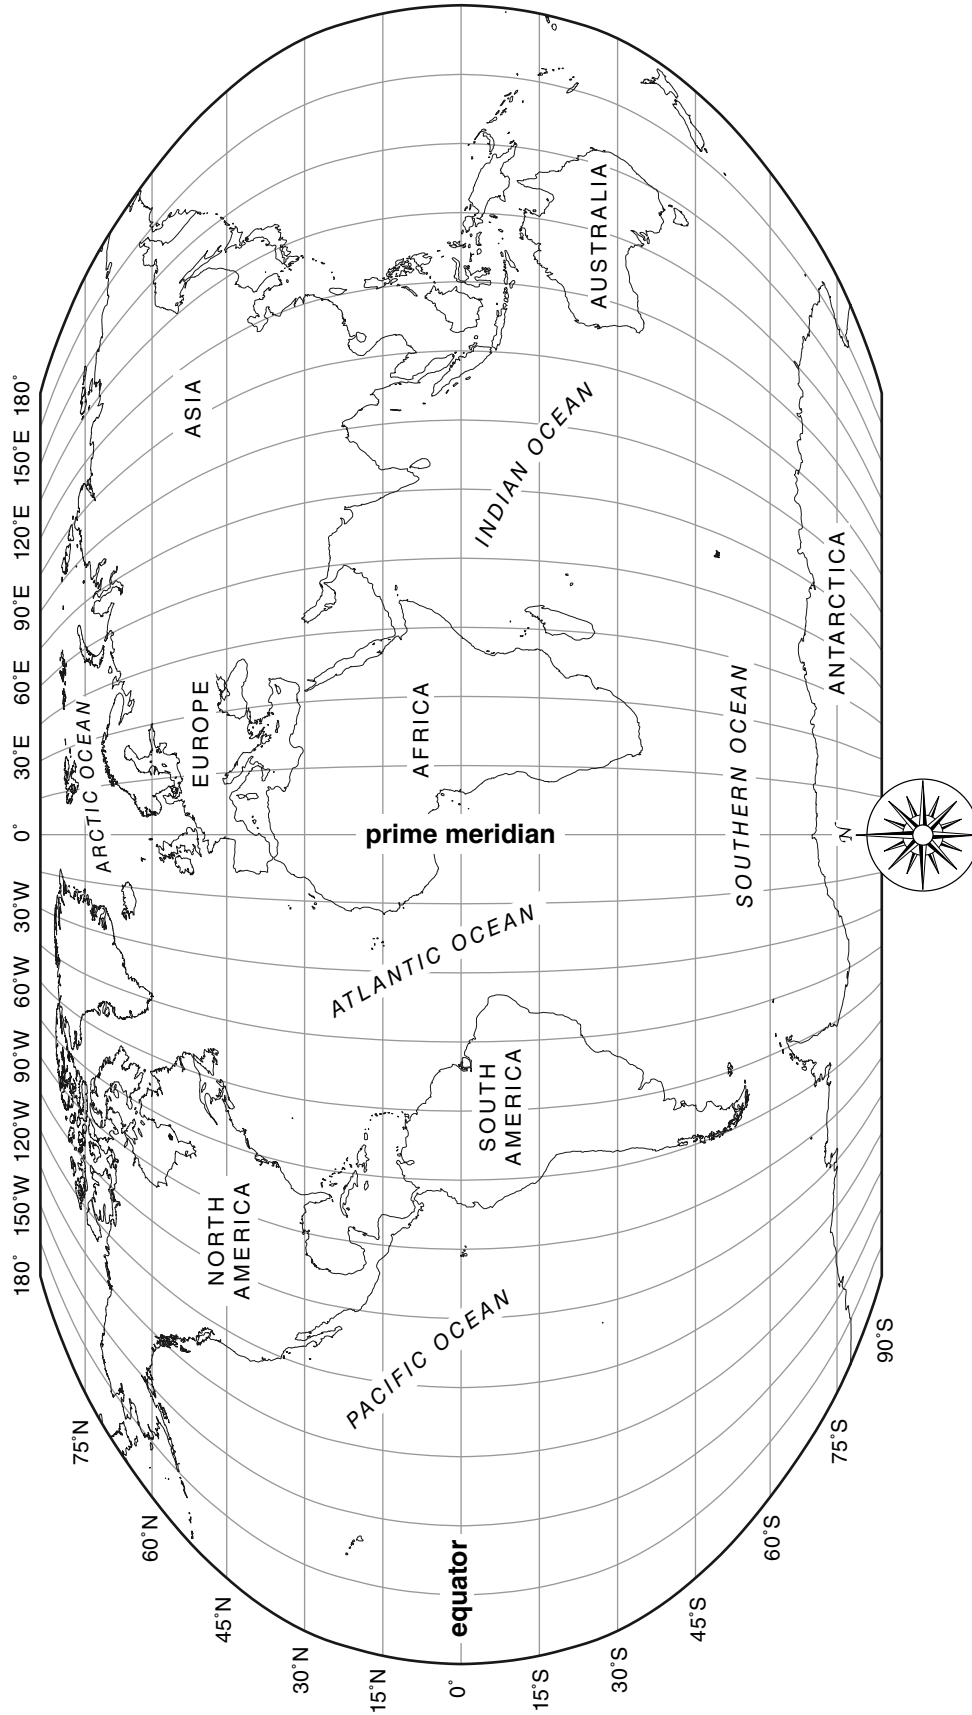 180˚
150˚W
120˚W
90˚W
60˚W
30˚W
0˚
30˚E
60˚E
90˚E
120˚E
150˚E
180˚
75˚N
60˚N
45˚N
30˚N
15˚N
0˚
15˚S
30˚S
45˚S
60˚S
75˚S
90˚S
ARCTIC OCEAN
EUROPE
ASIA
NORTH
AMERICA
AFRICA
prime meridian
ATLANTIC OCEAN
PACIFIC OCEAN
equator
SOUTH
AMERICA
INDIAN OCEAN
AUSTRALIA
SOUTHERN OCEAN
ANTARCTICA
N